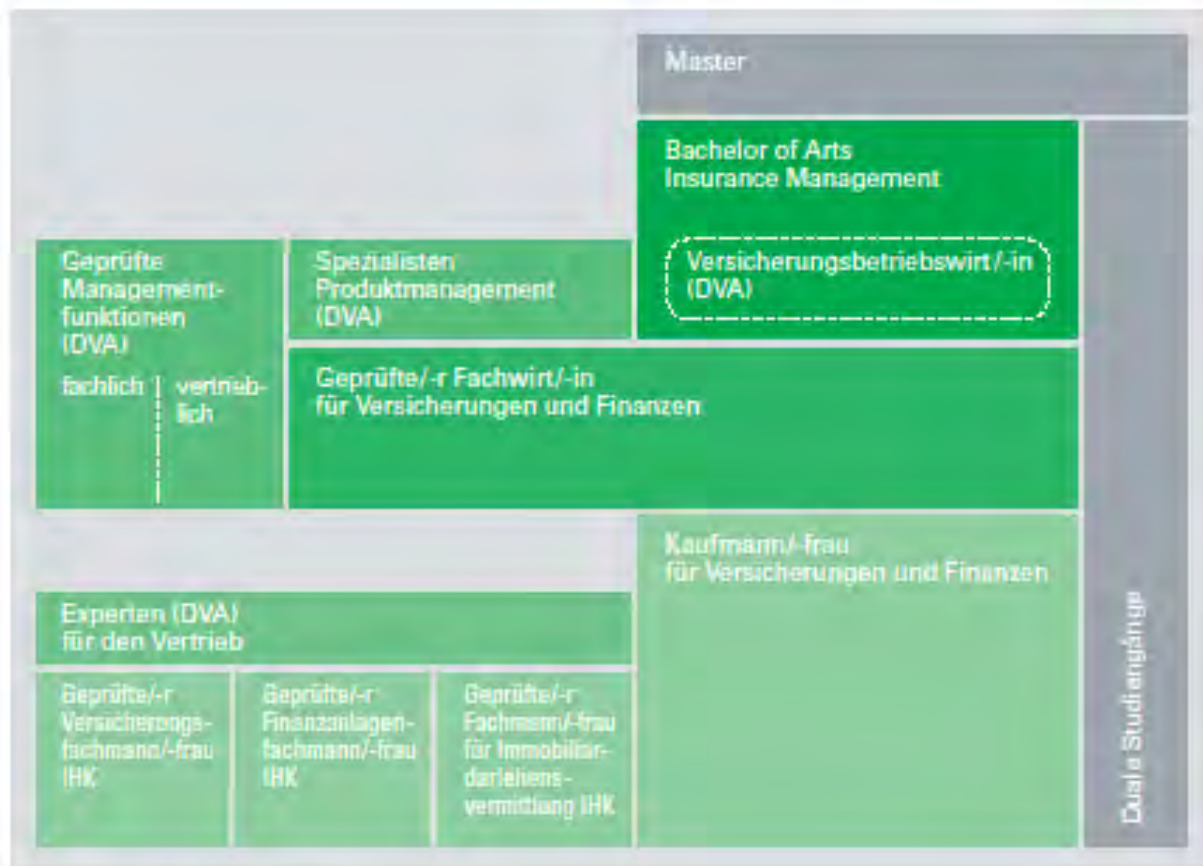 Master
Bachelor of Arts
Insurance Management
Versicherungsbetriebswirt/-in
(DVA)
Geprüfte
Management-
funktionen
(DVA)
fachlich
vertrieb-
lich
Spezialisten
Produktmanagement
(DVA)
Geprüfte/-r Fachwirt/-in
für Versicherungen und Finanzen
Kaufmann/-frau
für Versicherungen und Finanzen
Experten (DVA)
für den Vertrieb
Geprüfte/-r
Versicherungs-
fachmann/-frau
IHK
Geprüfte/-r
Finanzanlagen-
fachmann/-frau
IHK
Geprüfte/-r
Fachmann/-frau
für Immobiliar-
darlehens-
vermittlung IHK
Duale Studiengänge